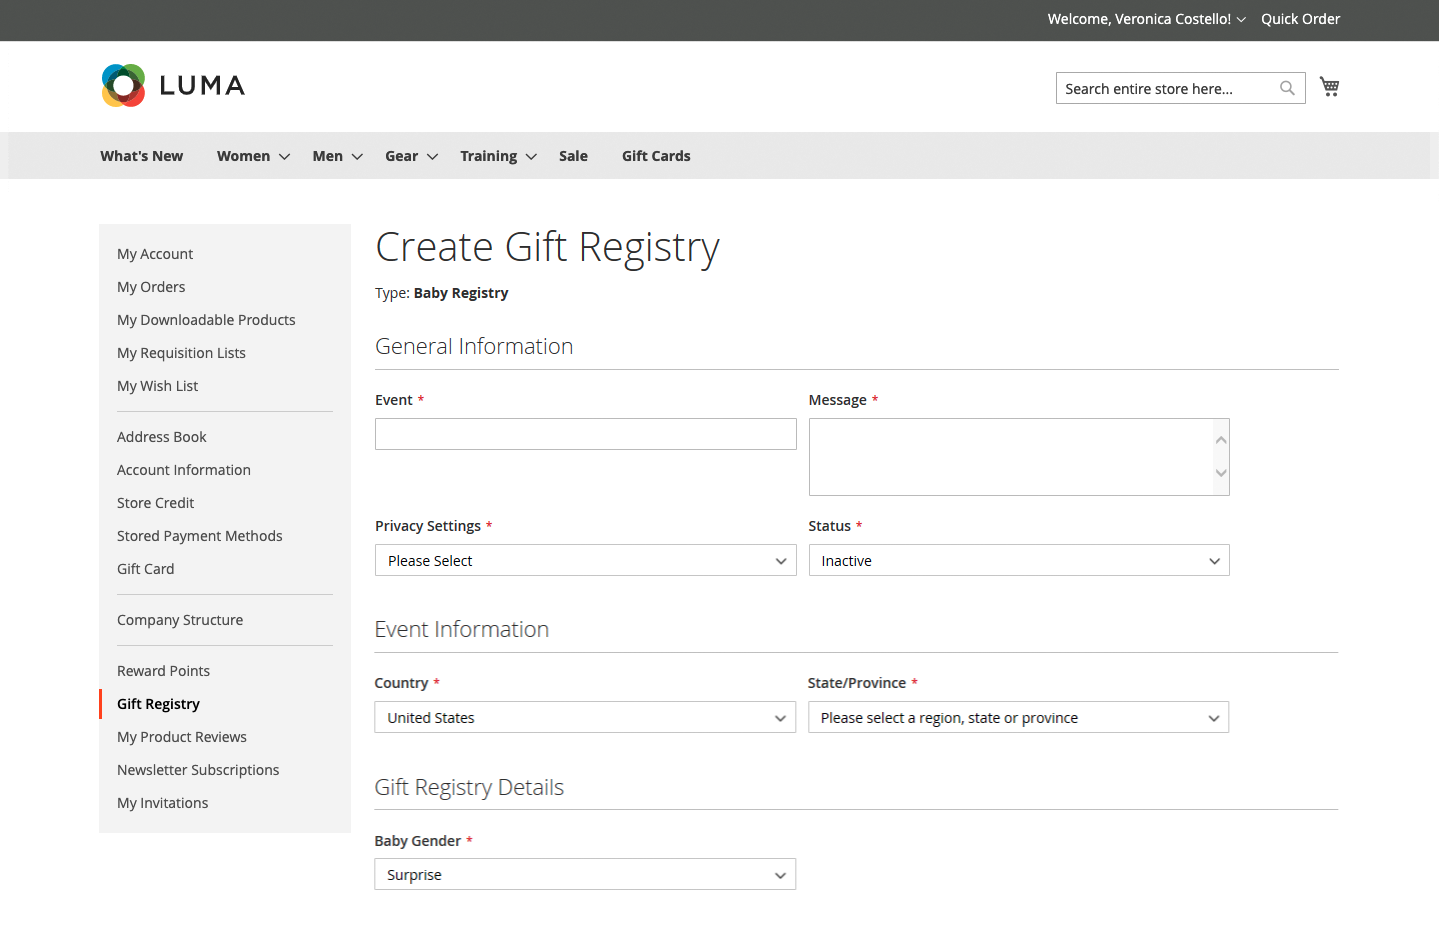 Welcome, Veronica Costello! Quick Order
LUMA
Search entire store here...
What's New Women Men Gear Training Sale Gift Cards
My Account
My Orders
My Downloadable Products
My Requisition Lists
My Wish List
Address Book
Account Information
Store Credit
Stored Payment Methods
Gift Card
Company Structure
Reward Points
Gift Registry
My Product Reviews
Newsletter Subscriptions
My Invitations
Create Gift Registry
Type: Baby Registry
General Information
Event * Message *
Privacy Settings * Status *
Please Select Inactive
Event Information
Country * State/Province *
United States Please select a region, state or province
Gift Registry Details
Baby Gender *
Surprise